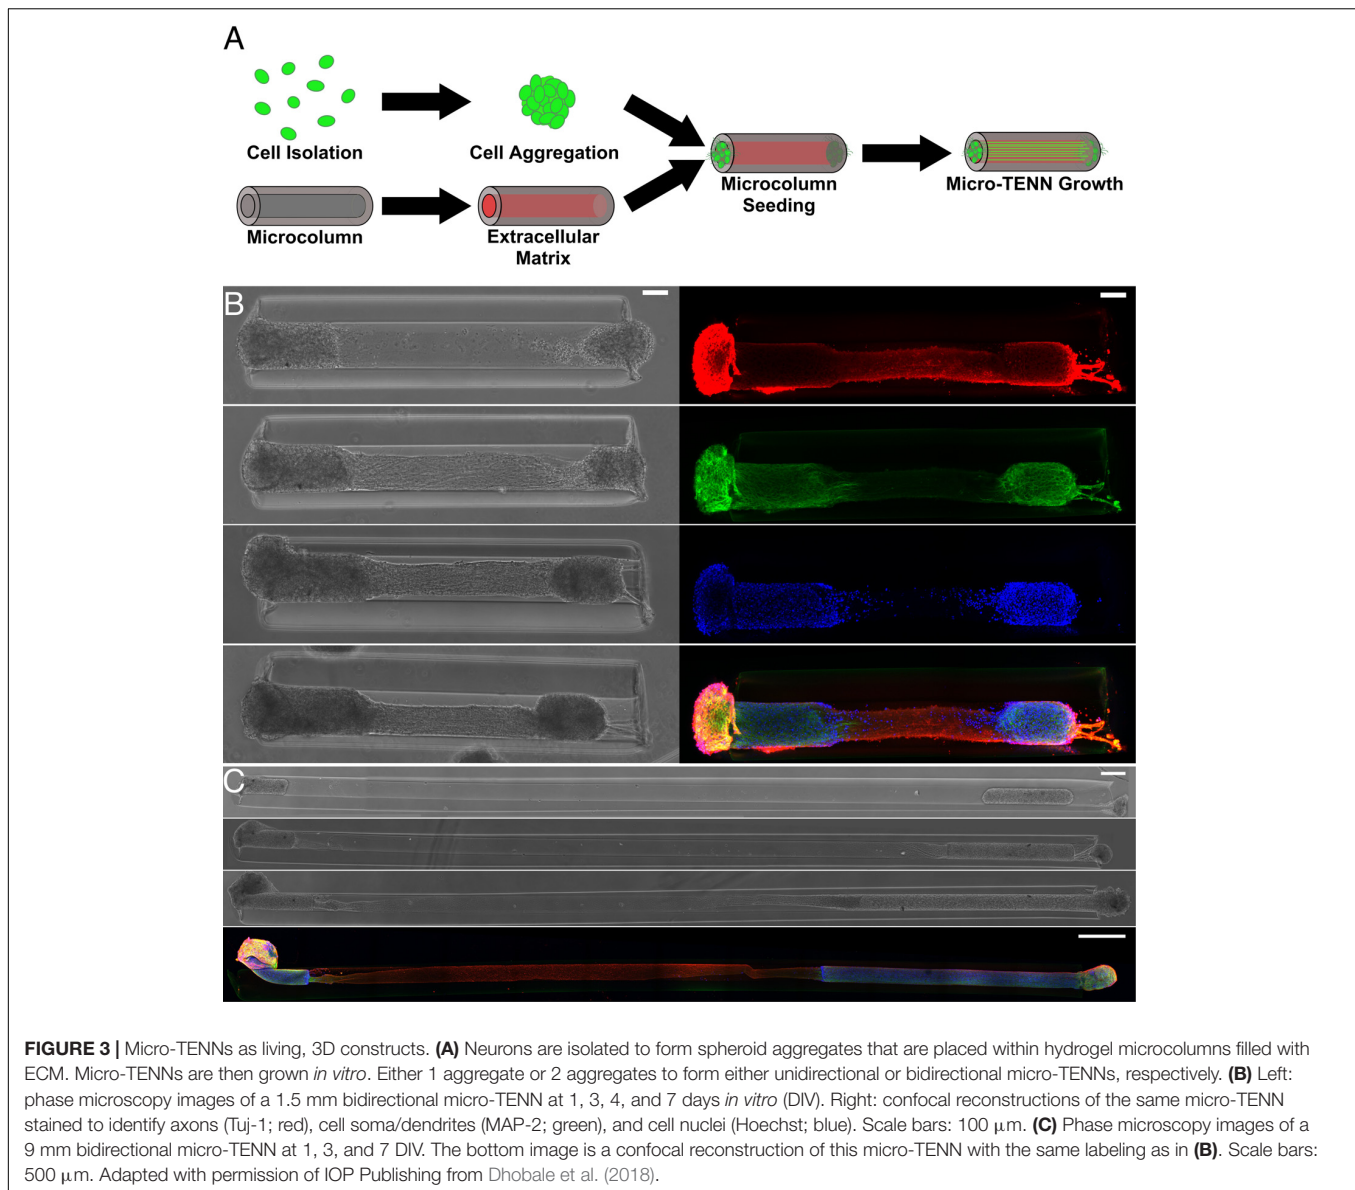 A
Cell Isolation
Cell Aggregation
Microcolumn
Extracellular
Matrix
Microcolumn
Seeding
Micro-TENN Growth
B
C
FIGURE 3 | Micro-TENNs as living, 3D constructs. (A) Neurons are isolated to form spheroid aggregates that are placed within hydrogel microcolumns filled with
ECM. Micro-TENNs are then grown in vitro. Either 1 aggregate or 2 aggregates to form either unidirectional or bidirectional micro-TENNs, respectively. (B) Left:
phase microscopy images of a 1.5 mm bidirectional micro-TENN at 1, 3, 4, and 7 days in vitro (DIV). Right: confocal reconstructions of the same micro-TENN
stained to identify axons (Tuj-1; red), cell soma/dendrites (MAP-2; green), and cell nuclei (Hoechst; blue). Scale bars: 100 μm. (C) Phase microscopy images of a
9 mm bidirectional micro-TENN at 1, 3, and 7 DIV. The bottom image is a confocal reconstruction of this micro-TENN with the same labeling as in (B). Scale bars:
500 μm. Adapted with permission of IOP Publishing from Dhobale et al. (2018).